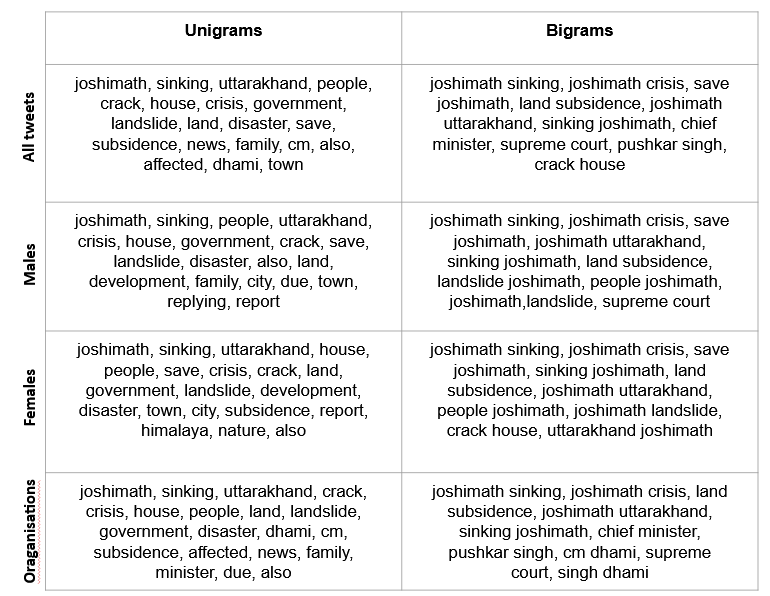 Unigrams
Bigrams
All tweets
joshimath, sinking, uttarakhand, people,
crack, house, crisis, government,
landslide, land, disaster, save,
subsidence, news, family, cm, also,
affected, dhami, town
joshimath sinking, joshimath crisis, save
joshimath, land subsidence, joshimath
uttarakhand, sinking joshimath, chief
minister, supreme court, pushkar singh,
crack house
Males
joshimath, sinking, people, uttarakhand,
crisis, house, government, crack, save,
landslide, disaster, also, land,
development, family, city, due, town,
replying, report
joshimath sinking, joshimath crisis, save
joshimath, joshimath uttarakhand,
sinking joshimath, land subsidence,
landslide joshimath, people joshimath,
joshimath,landslide, supreme court
Females
joshimath, sinking, uttarakhand, house,
people, save, crisis, crack, land,
government, landslide, development,
disaster, town, city, subsidence, report,
himalaya, nature, also
joshimath sinking, joshimath crisis, save
joshimath, sinking joshimath, land
subsidence, joshimath uttarakhand,
people joshimath, joshimath landslide,
crack house, uttarakhand joshimath
Oraganisations
joshimath, sinking, uttarakhand, crack,
crisis, house, people, land, landslide,
government, disaster, dhami, cm,
subsidence, affected, news, family,
minister, due, also
joshimath sinking, joshimath crisis, land
subsidence, joshimath uttarakhand,
sinking joshimath, chief minister,
pushkar singh, cm dhami, supreme
court, singh dhami